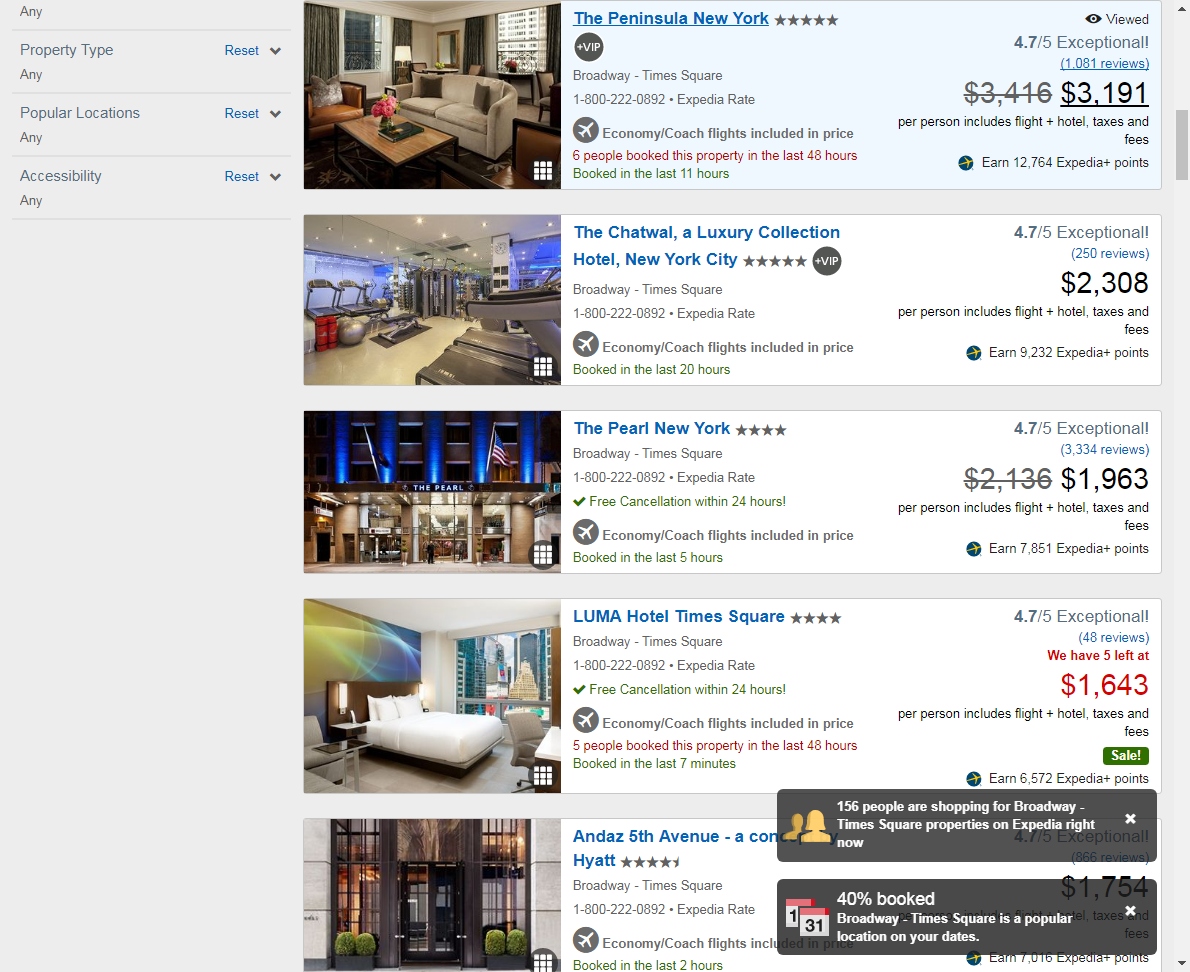 Any
Property Type Reset
Any
Popular Locations Reset
Any
Accessibility Reset
Any
The Peninsula New York
Viewed
+VIP
4.7/5 Exceptional!
(1,081 reviews)
Broadway - Times Square
$3,416 $3,191
1-800-222-0892 • Expedia Rate
per person includes flight + hotel, taxes and
fees
Economy/Coach flights included in price
6 people booked this property in the last 48 hours
Earn 12,764 Expedia+ points
Booked in the last 11 hours
The Chatwal, a Luxury Collection
Hotel, New York City +VIP
4.7/5 Exceptional!
(250 reviews)
Broadway - Times Square
$2,308
1-800-222-0892 • Expedia Rate
per person includes flight + hotel, taxes and
fees
Economy/Coach flights included in price
Earn 9,232 Expedia+ points
Booked in the last 20 hours
THE PEARL
The Pearl New York
4.7/5 Exceptional!
(3,334 reviews)
Broadway - Times Square
$2,136 $1,963
1-800-222-0892 • Expedia Rate
Free Cancellation within 24 hours!
per person includes flight + hotel, taxes and
fees
Economy/Coach flights included in price
Earn 7,851 Expedia+ points
Booked in the last 5 hours
LUMA Hotel Times Square
4.7/5 Exceptional!
(48 reviews)
Broadway - Times Square
We have 5 left at
1-800-222-0892 • Expedia Rate
$1,643
Free Cancellation within 24 hours!
per person includes flight + hotel, taxes and
fees
Economy/Coach flights included in price
5 people booked this property in the last 48 hours
Sale!
Booked in the last 7 minutes
Earn 6,572 Expedia+ points
156 people are shopping for Broadway -
Times Square properties on Expedia right
now
Andaz 5th Avenue - a concept by
Hyatt
4.7/5 Exceptional!
(866 reviews)
Broadway - Times Square
$1,754
1-800-222-0892 • Expedia Rate
per person includes flight + hotel, taxes and
fees
40% booked
Broadway - Times Square is a popular
location on your dates.
1
31
Economy/Coach flights included in price
Earn 7,016 Expedia+ points
Booked in the last 2 hours